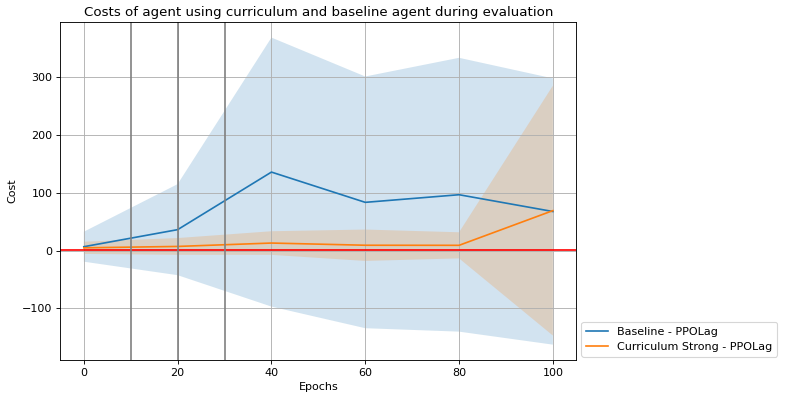 Costs of agent using curriculum and baseline agent during evaluation
300
200
100
0
−100
Cost
0 20 40 60 80 100
Epochs
Baseline - PPOLag
Curriculum Strong - PPOLag